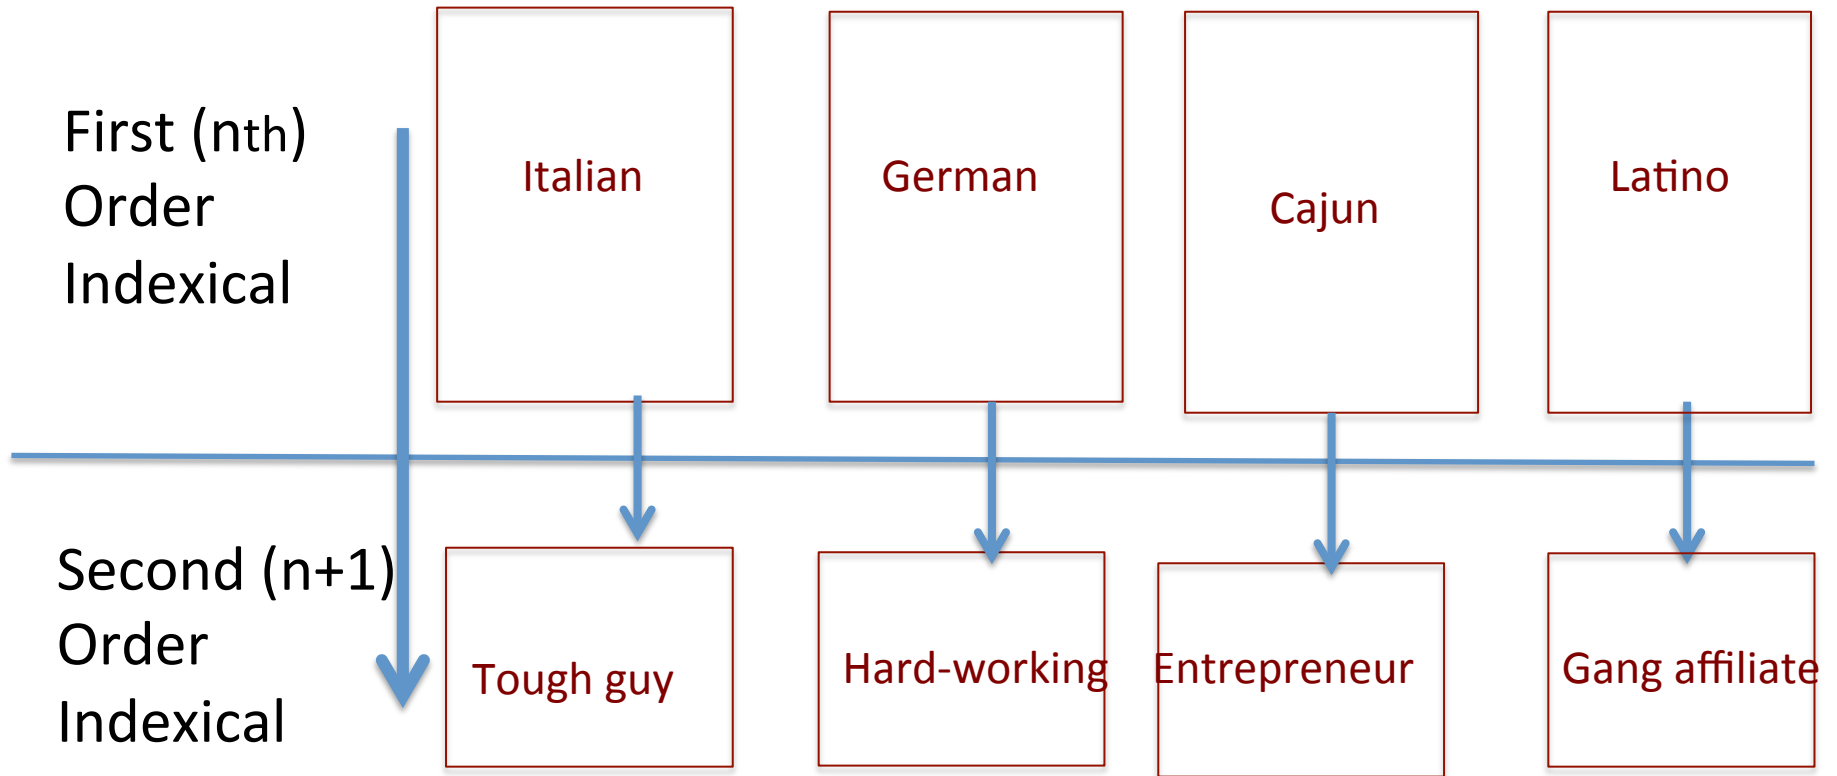 First (nth)
Order
Indexical
Italian
German
Cajun
Latino
Second (n+1)
Order
Indexical
Tough guy
Hard-working
Entrepreneur
Gang affiliate